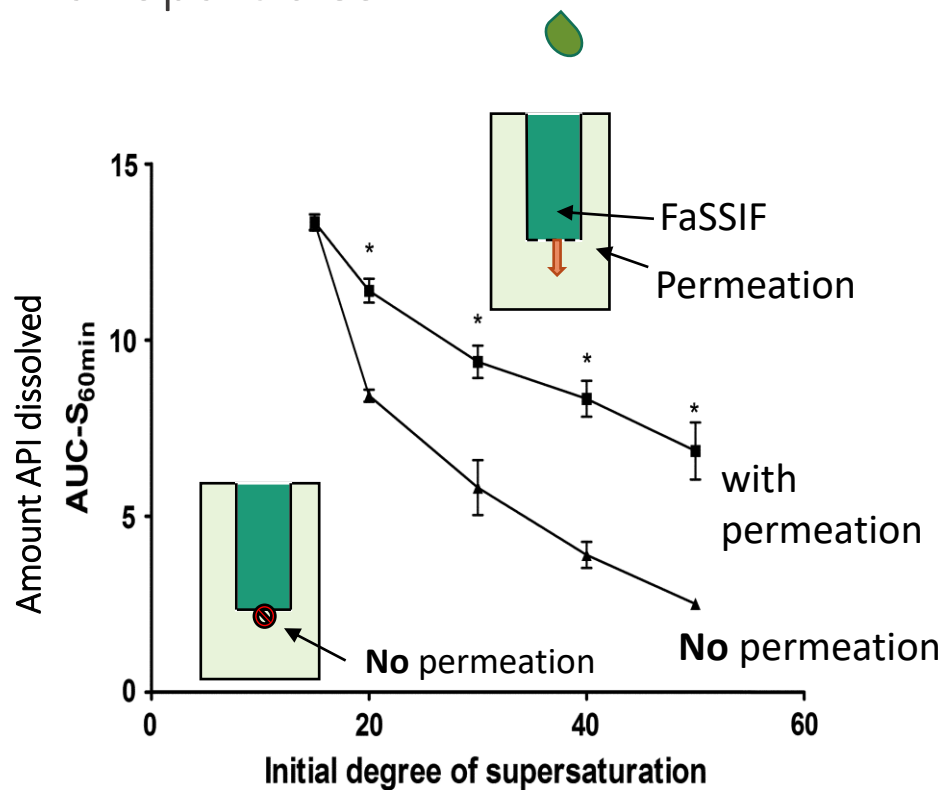 15
*
FaSSIF
Permeation
*
10
*
*
Amount API dissolved
AUC-S60min
with
permeation
5
No permeation
No permeation
0
0
20
40
60
Initial degree of supersaturation